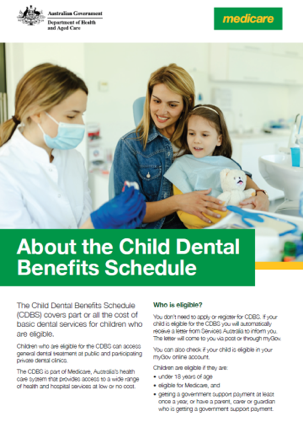 Australian Government
Department of Health
and Aged Care
medicare
About the Child Dental
Benefits Schedule
The Child Dental Benefits Schedule
(CDBS) covers part or all the cost of
basic dental services for children who
are eligible.
Children who are eligible for the CDBS can access
general dental treatment at public and participating
private dental clinics.
The CDBS is part of Medicare, Australia's health
care system that provides access to a wide range
of health and hospital services at low or no cost.
Who is eligible?
You don't need to apply or register for CDBS. If your
child is eligible for the CDBS you will automatically
receive a letter from Services Australia to inform you.
The letter will come to you via post or through myGov.
You can also check if your child is eligible in your
myGov online account.
Children are eligible if they are:
• under 18 years of age
• eligible for Medicare, and
• getting a government support payment at least
once a year, or have a parent, carer or guardian
who is getting a government support payment.